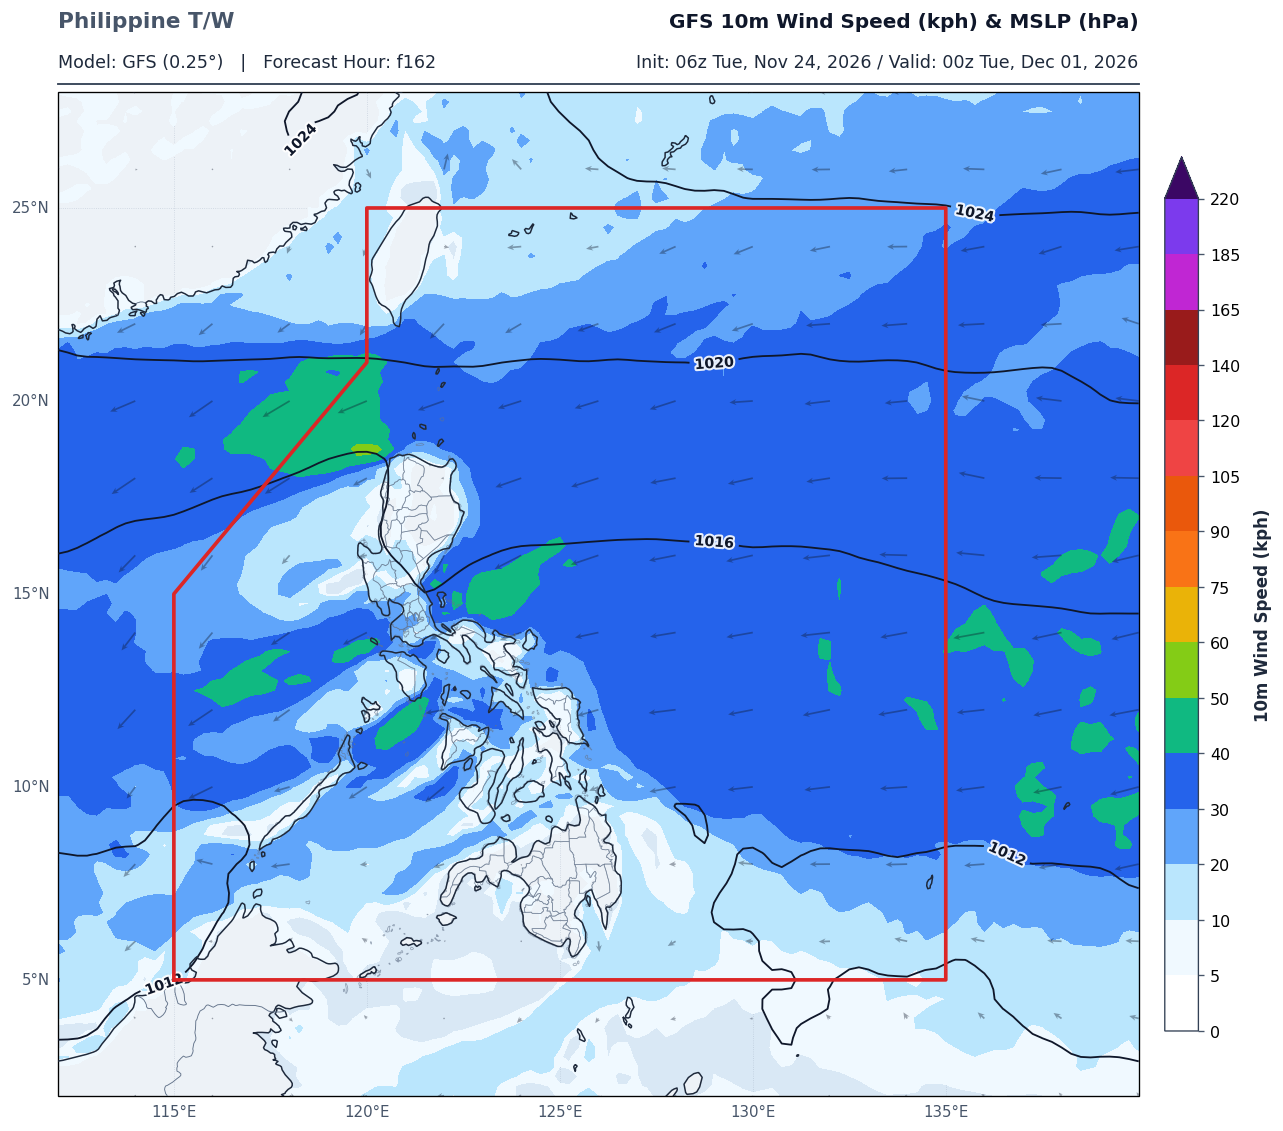 Philippine T/W
GFS 10m Wind Speed (kph) & MSLP (hPa)
Model: GFS (0.25°) | Forecast Hour: f162
Init: 06z Tue, Nov 24, 2026 / Valid: 00z Tue, Dec 01, 2026
1024
1024
1020
1016
1012
1012
25°N
20°N
15°N
10°N
5°N
115°E
120°E
125°E
130°E
135°E
220
185
165
140
120
105
90
75
60
50
40
30
20
10
5
0
10m Wind Speed (kph)